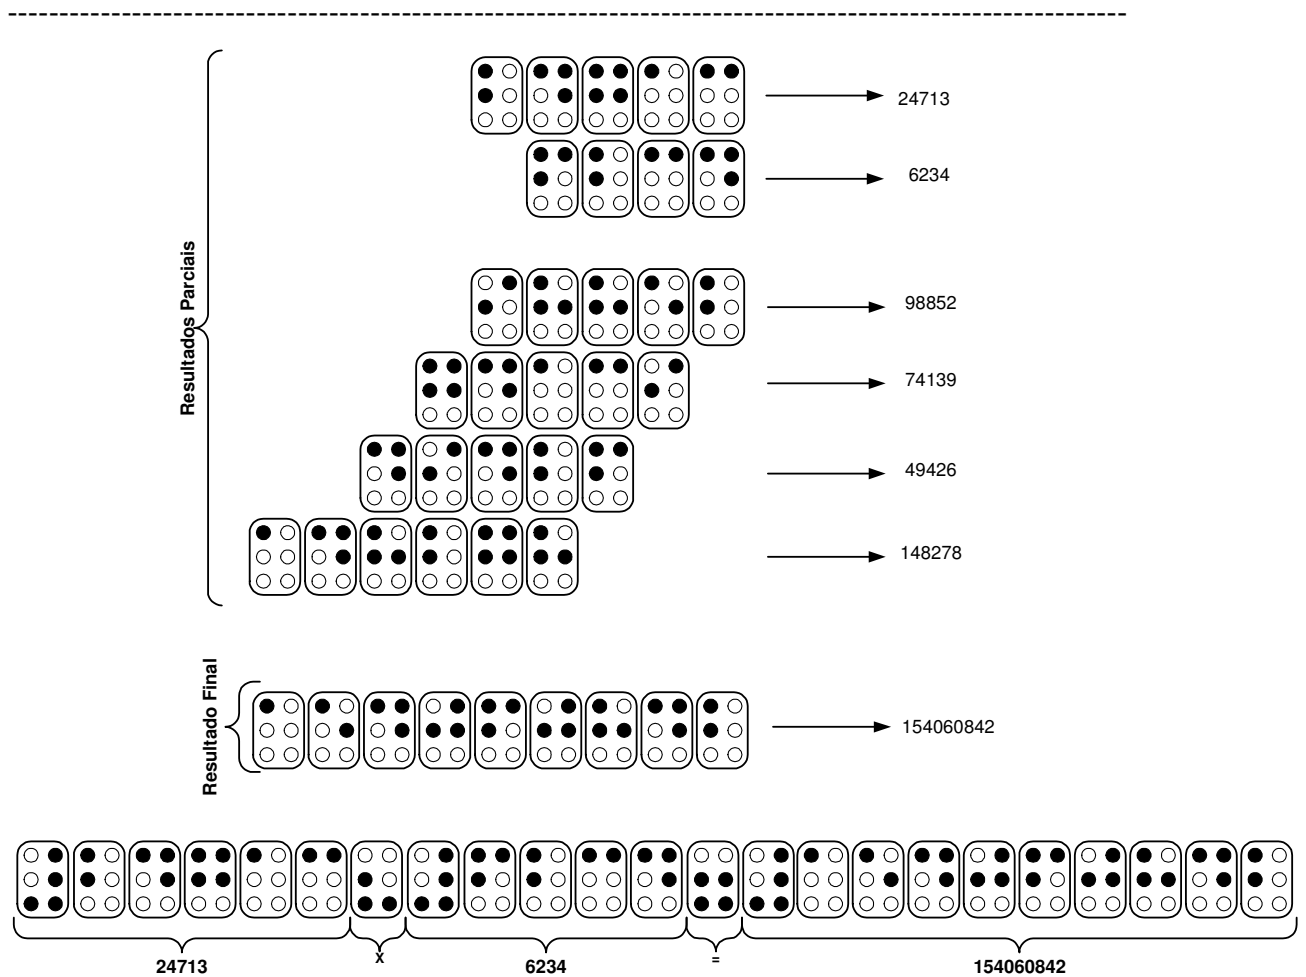 24713
6234
Resultados Parciais
98852
74139
49426
148278
Resultado Final
154060842
24713 X 6234 = 154060842